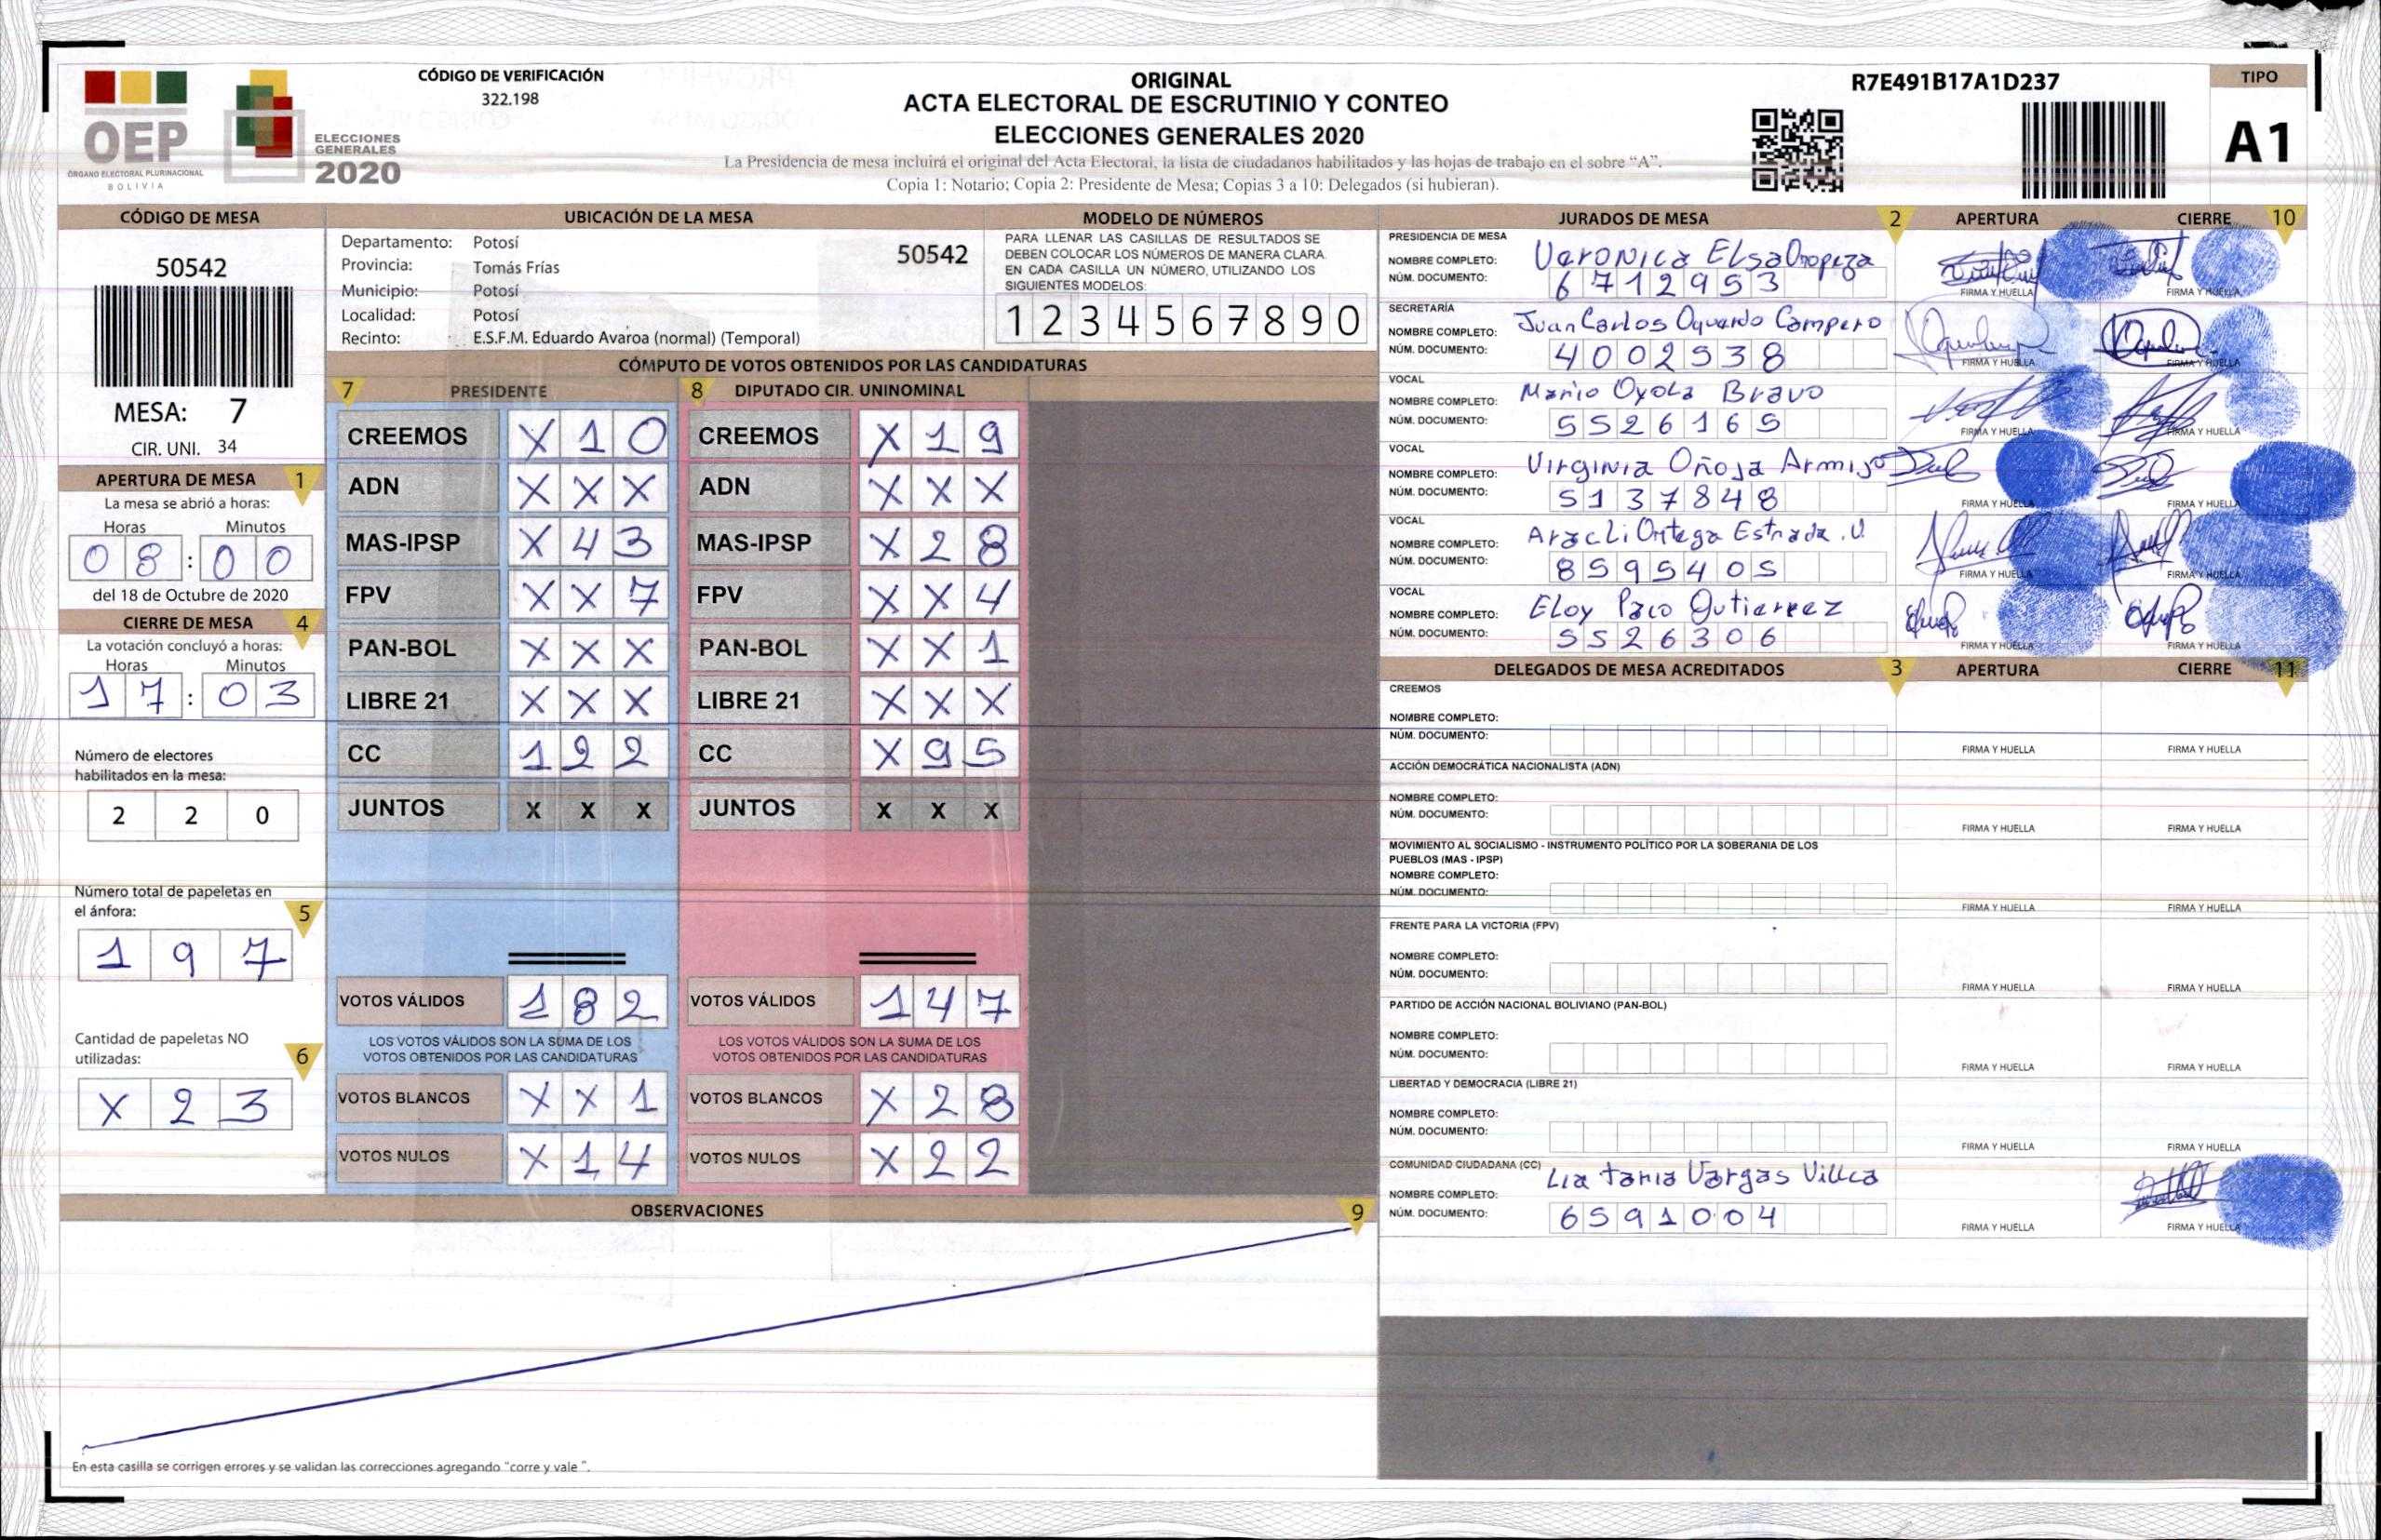 CÓDIGO DE VERIFICACIÓN
322.198
ORIGINAL
ACTA ELECTORAL DE ESCRUTINIO Y CONTEO
ELECCIONES GENERALES 2020
La Presidencia de mesa incluirá el original del Acta Electoral, la lista de ciudadanos habilitados y las hojas de trabajo en el sobre “A”.
Copia 1: Notario; Copia 2: Presidente de Mesa; Copias 3 a 10: Delegados (si hubieran).
R7E491B17A1D237
TIPO
A1
OEP
ÓRGANO ELECTORAL PLURINACIONAL
BOLIVIA
ELECCIONES
GENERALES
2020
CÓDIGO DE MESA
50542
MESA: 7
CIR. UNI. 34
APERTURA DE MESA 1
La mesa se abrió a horas:
Horas Minutos
08:00
del 18 de Octubre de 2020
CIERRE DE MESA 4
La votación concluyó a horas:
Horas Minutos
17:03
Número de electores
habilitados en la mesa:
2 2 0
Número total de papeletas en
el ánfora: 5
1 9 7
Cantidad de papeletas NO
utilizadas: 6
X 2 3
UBICACIÓN DE LA MESA
Departamento: Potosí
50542
Provincia: Tomás Frías
Municipio: Potosí
Localidad: Potosí
Recinto: E.S.F.M. Eduardo Avaroa (normal) (Temporal)
MODELO DE NÚMEROS
PARA LLENAR LAS CASILLAS DE RESULTADOS SE
DEBEN COLOCAR LOS NÚMEROS DE MANERA CLARA.
EN CADA CASILLA UN NÚMERO, UTILIZANDO LOS
SIGUIENTES MODELOS:
1 2 3 4 5 6 7 8 9 0
CÓMPUTO DE VOTOS OBTENIDOS POR LAS CANDIDATURAS
7 PRESIDENTE 8 DIPUTADO CIR. UNINOMINAL
CREEMOS X 1 0 CREEMOS X 1 9
ADN X X X ADN X X X
MAS-IPSP X 4 3 MAS-IPSP X 2 8
FPV X X 7 FPV X X 4
PAN-BOL X X X PAN-BOL X X 1
LIBRE 21 X X X LIBRE 21 X X X
CC 1 2 2 CC X 9 5
JUNTOS X X X JUNTOS X X X
VOTOS VÁLIDOS 1 8 2 VOTOS VÁLIDOS 1 4 7
LOS VOTOS VÁLIDOS SON LA SUMA DE LOS LOS VOTOS VÁLIDOS SON LA SUMA DE LOS
VOTOS OBTENIDOS POR LAS CANDIDATURAS VOTOS OBTENIDOS POR LAS CANDIDATURAS
VOTOS BLANCOS X X 1 VOTOS BLANCOS X 2 8
VOTOS NULOS X 1 4 VOTOS NULOS X 2 2
OBSERVACIONES 9
En esta casilla se corrigen errores y se validan las correcciones agregando “corre y vale”.
JURADOS DE MESA 2 APERTURA CIERRE 10
PRESIDENCIA DE MESA
NOMBRE COMPLETO: Veronica Elsa Oropeza
NÚM. DOCUMENTO: 6712953
FIRMA Y HUELLA FIRMA Y HUELLA
SECRETARÍA
NOMBRE COMPLETO: Juan Carlos Oquendo Campero
NÚM. DOCUMENTO: 4002538
FIRMA Y HUELLA FIRMA Y HUELLA
VOCAL
NOMBRE COMPLETO: Mario Oyola Bravo
NÚM. DOCUMENTO: 5526165
FIRMA Y HUELLA FIRMA Y HUELLA
VOCAL
NOMBRE COMPLETO: Virginia Oñoja Armijo
NÚM. DOCUMENTO: 5137848
FIRMA Y HUELLA FIRMA Y HUELLA
VOCAL
NOMBRE COMPLETO: Aracli Ortega Estrada .V.
NÚM. DOCUMENTO: 8595405
FIRMA Y HUELLA FIRMA Y HUELLA
VOCAL
NOMBRE COMPLETO: Eloy Paco Gutierrez
NÚM. DOCUMENTO: 5526306
FIRMA Y HUELLA FIRMA Y HUELLA
DELEGADOS DE MESA ACREDITADOS 3 APERTURA CIERRE 11
CREEMOS
NOMBRE COMPLETO:
NÚM. DOCUMENTO:
FIRMA Y HUELLA FIRMA Y HUELLA
ACCIÓN DEMOCRÁTICA NACIONALISTA (ADN)
NOMBRE COMPLETO:
NÚM. DOCUMENTO:
FIRMA Y HUELLA FIRMA Y HUELLA
MOVIMIENTO AL SOCIALISMO - INSTRUMENTO POLÍTICO POR LA SOBERANIA DE LOS
PUEBLOS (MAS - IPSP)
NOMBRE COMPLETO:
NÚM. DOCUMENTO:
FIRMA Y HUELLA FIRMA Y HUELLA
FRENTE PARA LA VICTORIA (FPV)
NOMBRE COMPLETO:
NÚM. DOCUMENTO:
FIRMA Y HUELLA FIRMA Y HUELLA
PARTIDO DE ACCIÓN NACIONAL BOLIVIANO (PAN-BOL)
NOMBRE COMPLETO:
NÚM. DOCUMENTO:
FIRMA Y HUELLA FIRMA Y HUELLA
LIBERTAD Y DEMOCRACIA (LIBRE 21)
NOMBRE COMPLETO:
NÚM. DOCUMENTO:
FIRMA Y HUELLA FIRMA Y HUELLA
COMUNIDAD CIUDADANA (CC)
NOMBRE COMPLETO: Lia Tania Vargas Villca
NÚM. DOCUMENTO: 6591004
FIRMA Y HUELLA FIRMA Y HUELLA